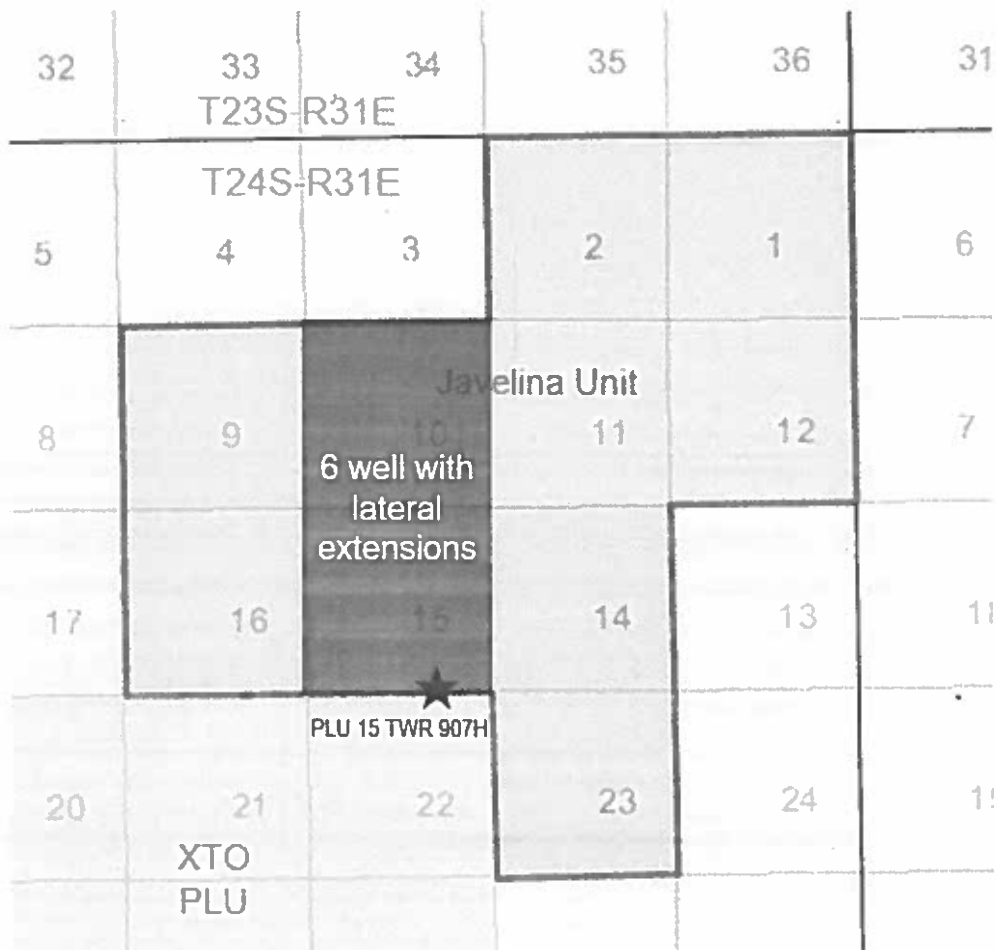 32 33 34 35 36 31
T23S-R31E
T24S-R31E
5 4 3 2 1 6
Javelina Unit
8 9 10 11 12 7
6 well with
lateral
extensions
17 16 15 14 13
PLU 15 TWR 907H
20 21 22 23 24
XTO
PLU